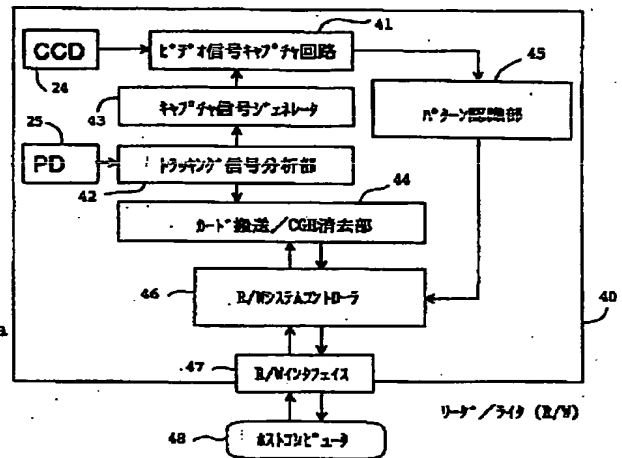 41
CCD
ビデオ信号キャプチャ回路
45
24
43
キャプチャ信号ジェネレータ
パターン認識部
25
PD
トラッキング信号分析部
42
44
カード搬送/CGH消去部
46
R/Wシステムコントローラ
40
a
47
R/Wインタフェイス
リーダ/ライタ (R/W)
48
ホストコンピュータ